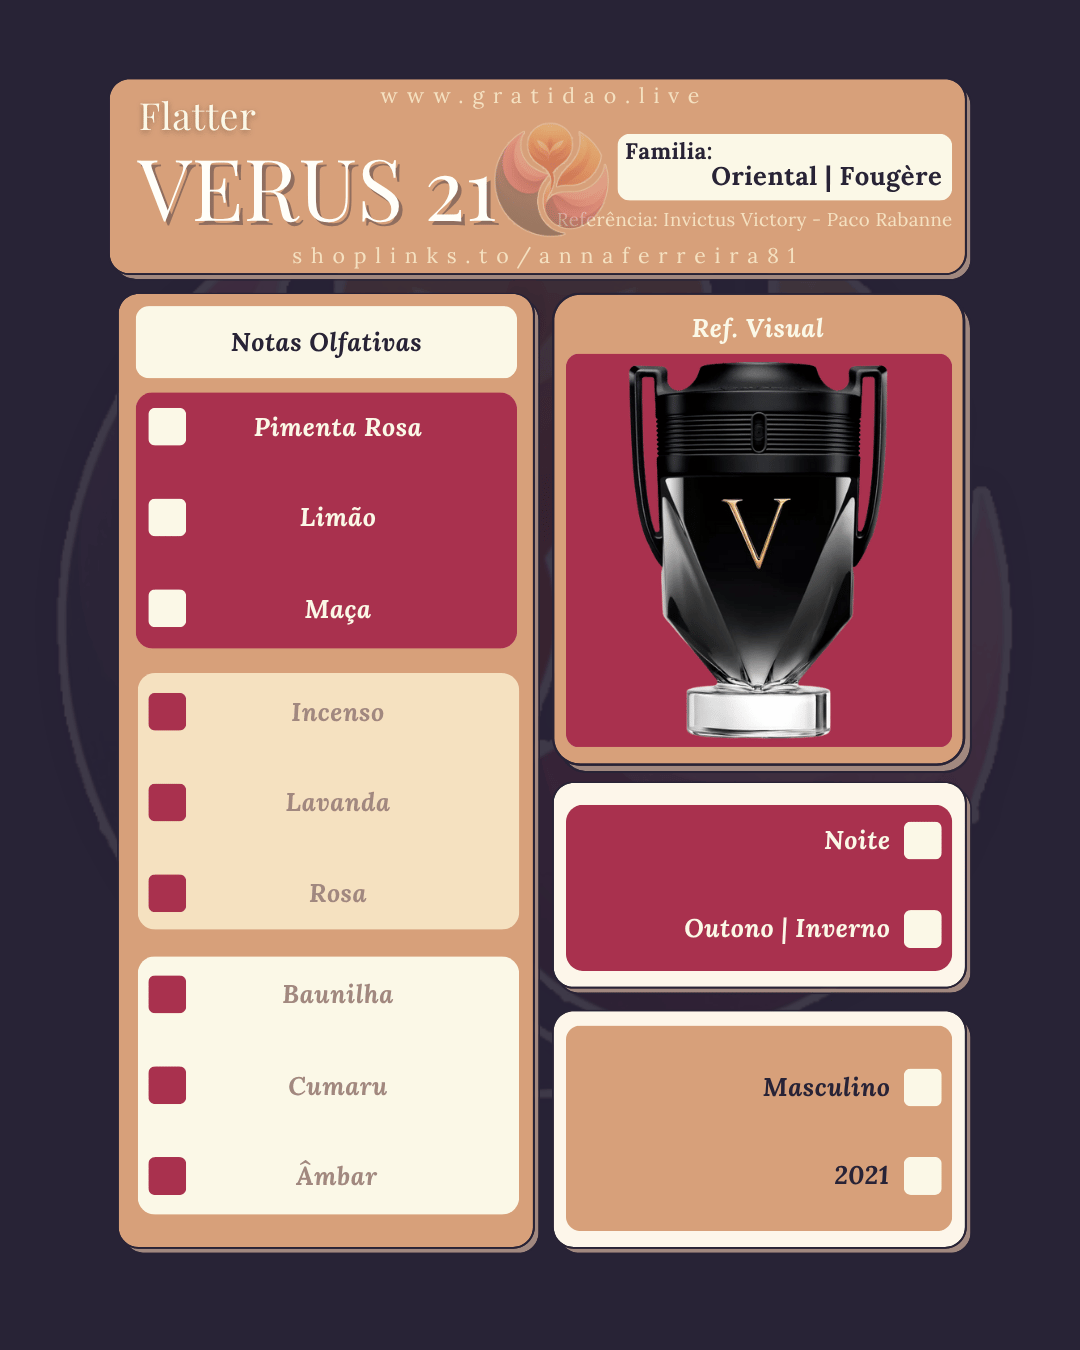 www.gratidao.live
Flatter
VERUS 21
Familia:
Oriental | Fougère
Referência: Invictus Victory - Paco Rabanne
shoplinks.to/annaferreira81
Notas Olfativas
Pimenta Rosa
Limão
Maça
Incenso
Lavanda
Rosa
Baunilha
Cumaru
Âmbar
Ref. Visual
V
Noite
Outono | Inverno
Masculino
2021